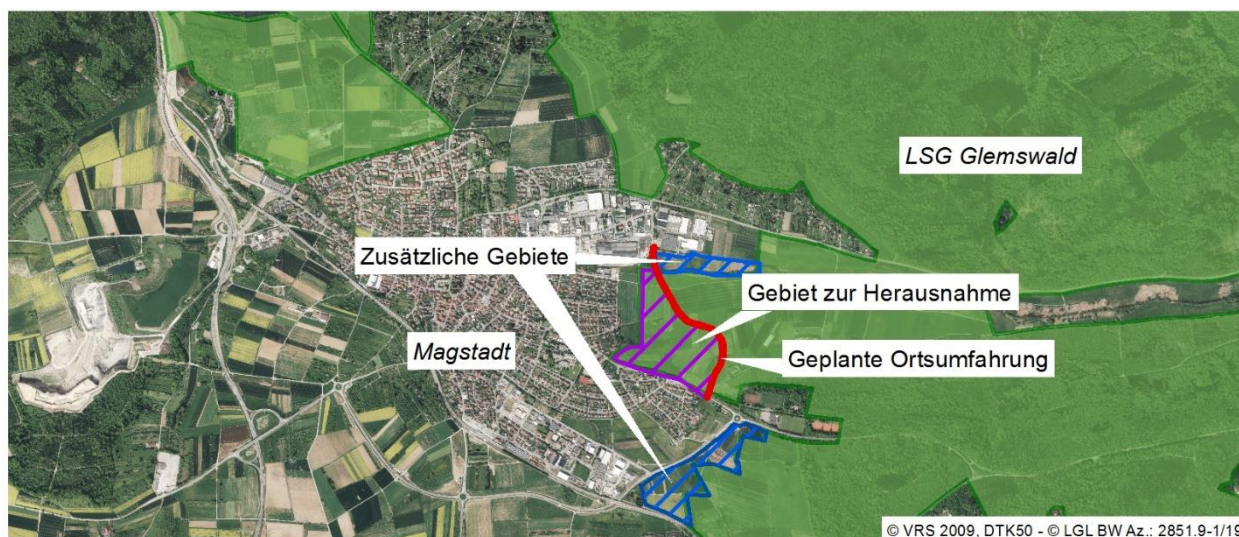 LSG Glemswald
Zusätzliche Gebiete
Gebiet zur Herausnahme
Magstadt
Geplante Ortsumfahrung
© VRS 2009, DTK50 - © LGL BW Az.: 2851.9-1/19